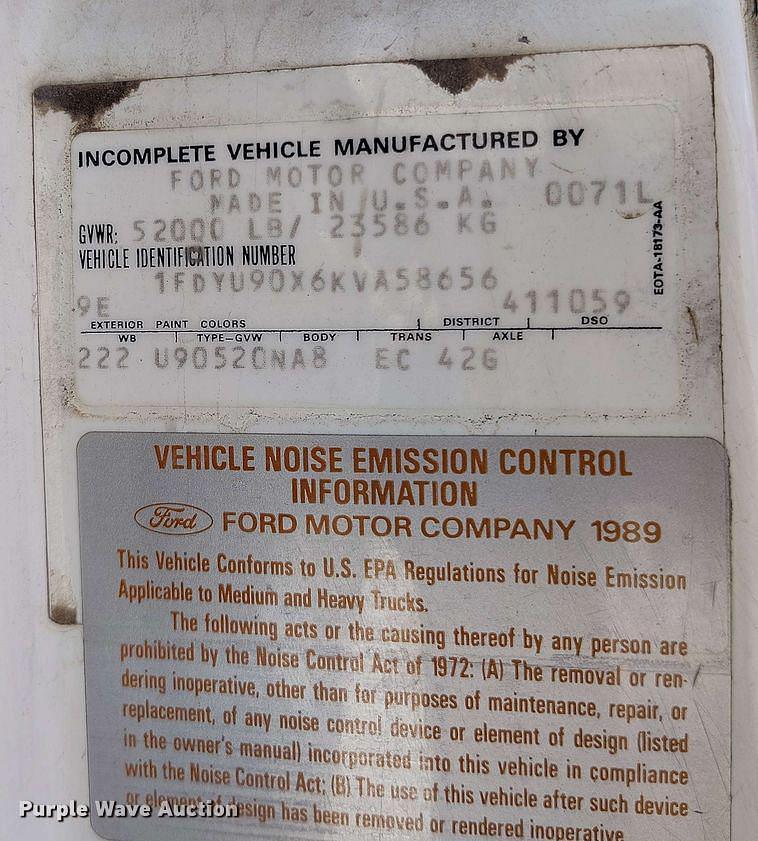 INCOMPLETE VEHICLE MANUFACTURED BY
FORD MOTOR COMPANY
MADE IN U.S.A. 0071L
GVWR: 52000 LB/ 23586 KG
VEHICLE IDENTIFICATION NUMBER
1FDYU90X6KVA58656
9E 411059
EXTERIOR PAINT COLORS DISTRICT DSO
WB TYPE-GVW BODY TRANS AXLE
222 U90520NA8 EC 42G
EOTA-18173-AA
VEHICLE NOISE EMISSION CONTROL
INFORMATION
Ford FORD MOTOR COMPANY 1989
This Vehicle Conforms to U.S. EPA Regulations for Noise Emission
Applicable to Medium and Heavy Trucks.
The following acts or the causing thereof by any person are
prohibited by the Noise Control Act of 1972: (A) The removal or ren-
dering inoperative, other than for purposes of maintenance, repair, or
replacement, of any noise control device or element of design (listed
in the owner's manual) incorporated into this vehicle in compliance
with the Noise Control Act; (B) The use of this vehicle after such device
or element of design has been removed or rendered inoperative
Purple Wave Auction